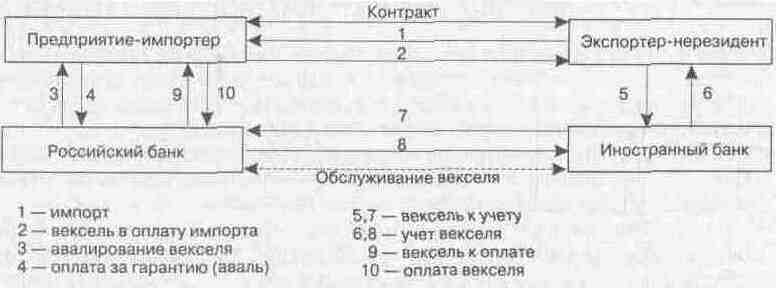 Контракт
Предприятие-импортер
1
Экспортер-нерезидент
2
3
4
9
10
5
6
7
Российский банк
8
Иностранный банк
Обслуживание векселя
1 — импорт
2 — вексель в оплату импорта
3 — авалирование векселя
4 — оплата за гарантию (аваль)
5,7 — вексель к учету
6,8 — учет векселя
9 — вексель к оплате
10 — оплата векселя